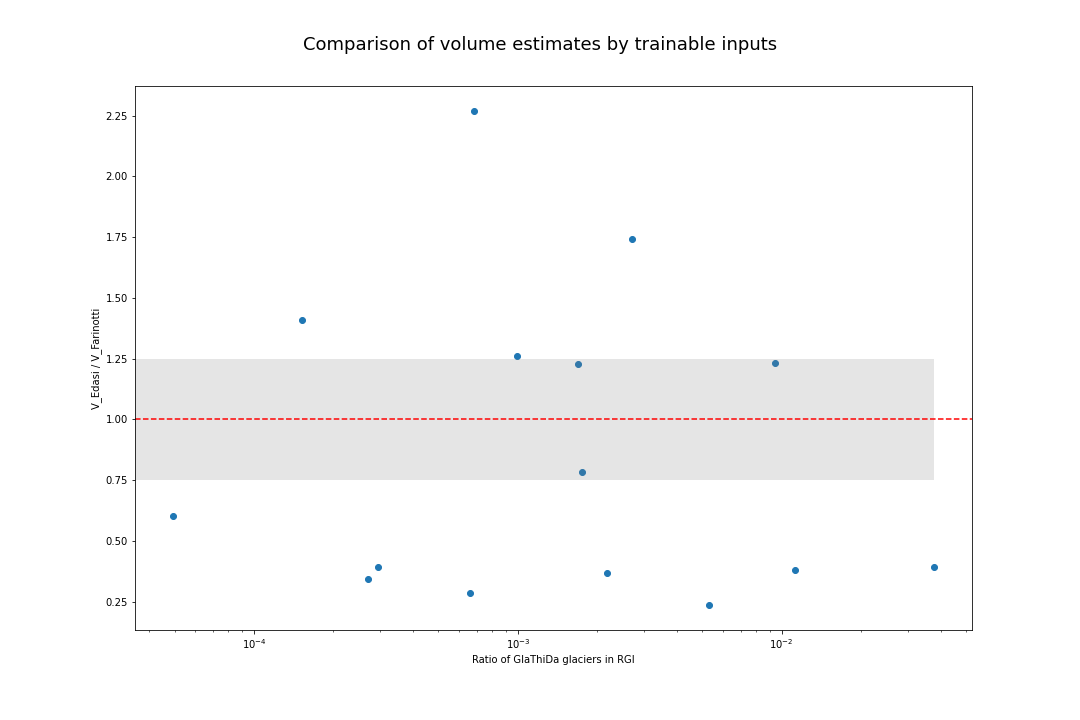 Comparison of volume estimates by trainable inputs
2.25
2.00
1.75
1.50
1.25
1.00
0.75
0.50
0.25
V_Edasi / V_Farinotti
10⁻⁴ 10⁻³ 10⁻²
Ratio of GlaThiDa glaciers in RGI